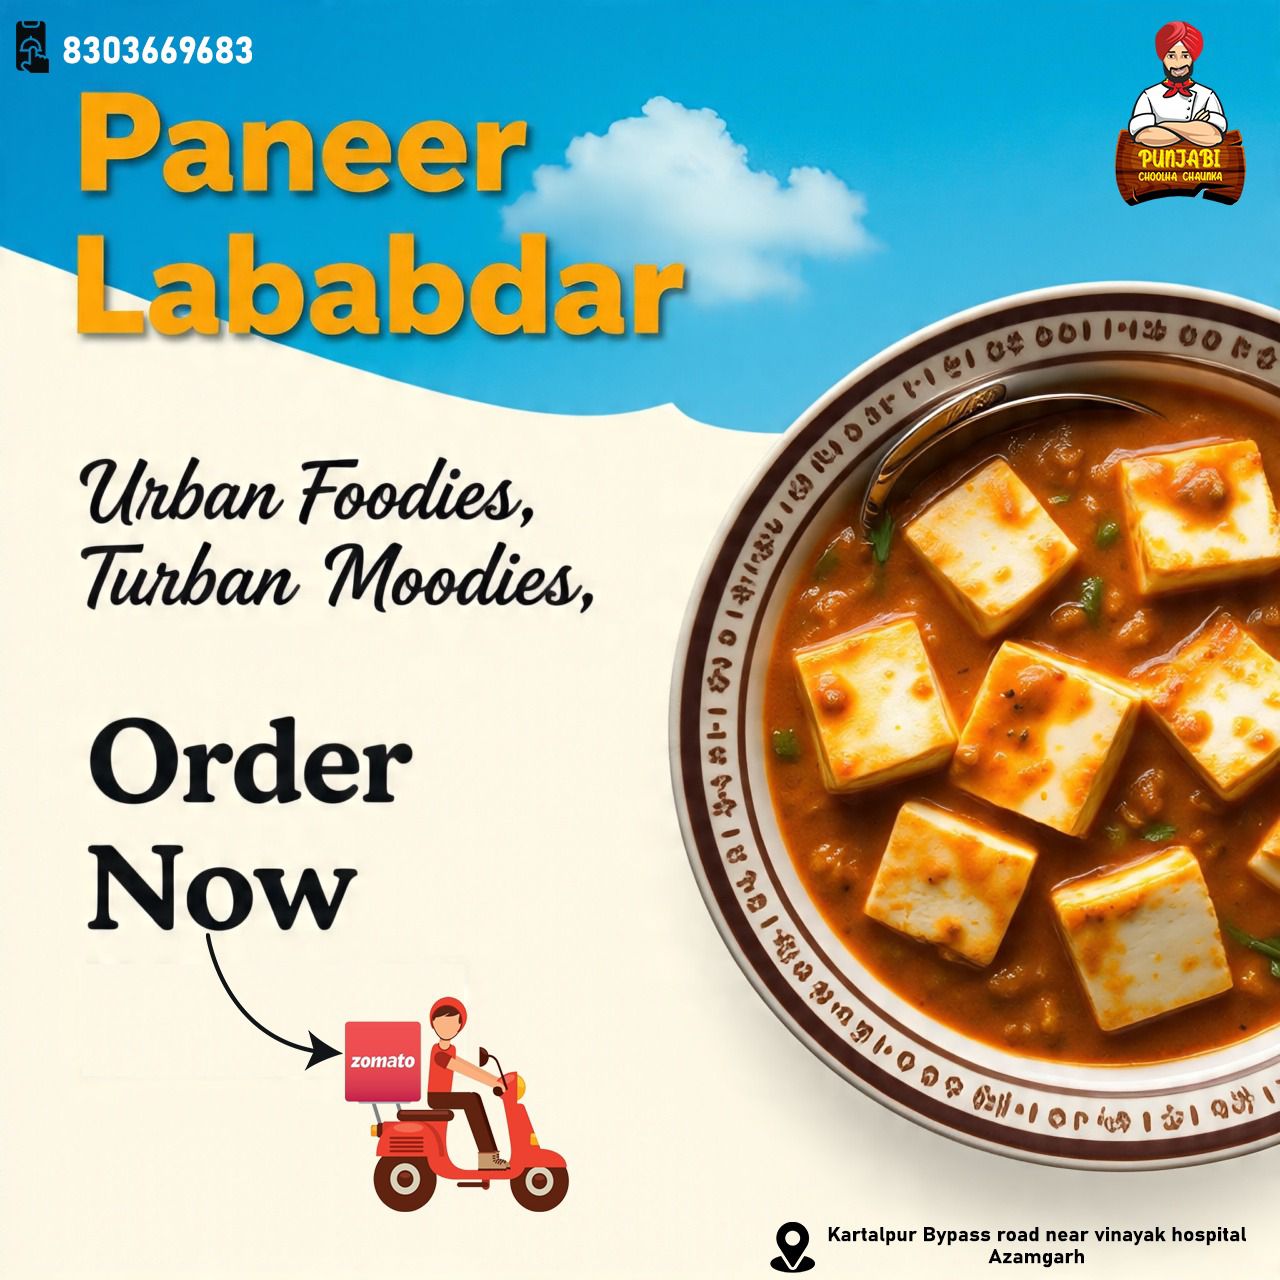 8303669683
PUNJABI
CHOOLHA CHAUNKA
Paneer
Lababdar
Urban Foodies,
Turban Moodies,
Order
Now
zomato
Kartalpur Bypass road near vinayak hospital
Azamgarh